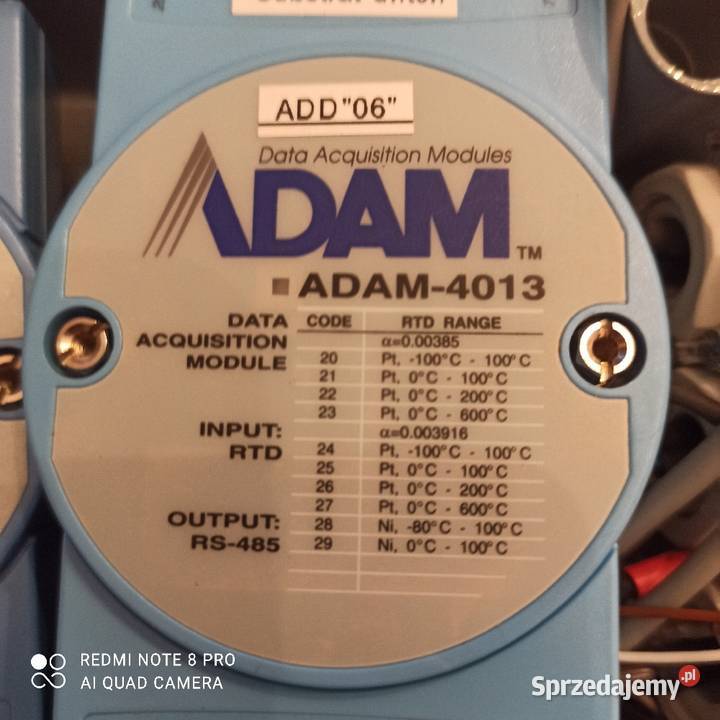 ADD"06"
Data Acquisition Modules
ADAM™
ADAM-4013
DATA ACQUISITION MODULE
INPUT: RTD
OUTPUT: RS-485
CODE RTD RANGE
α=0.00385
20 Pt, -100°C - 100°C
21 Pt, 0°C - 100°C
22 Pt, 0°C - 200°C
23 Pt, 0°C - 600°C
α=0.003916
24 Pt, -100°C - 100°C
25 Pt, 0°C - 100°C
26 Pt, 0°C - 200°C
27 Pt, 0°C - 600°C
28 Ni, -80°C - 100°C
29 Ni, 0°C - 100°C
REDMI NOTE 8 PRO
AI QUAD CAMERA
Sprzedajemy.pl